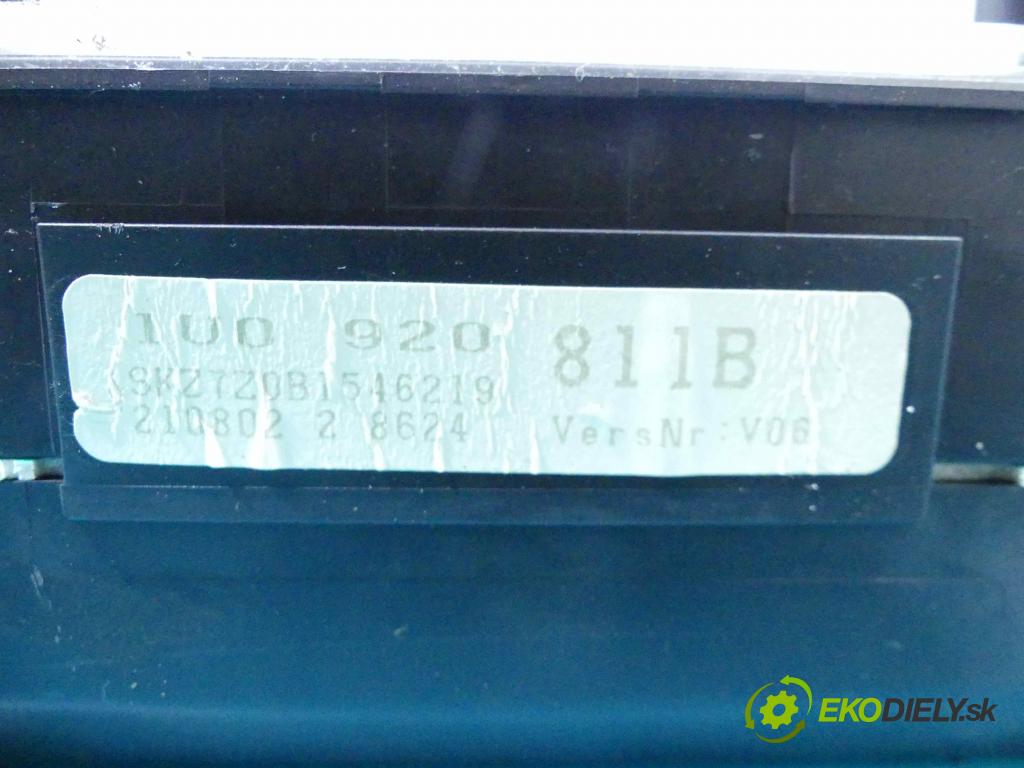 1U0 920 811B
SKZ7Z0B1546219
210802 2 8624 VersNr:V06
EKODIELY.sk